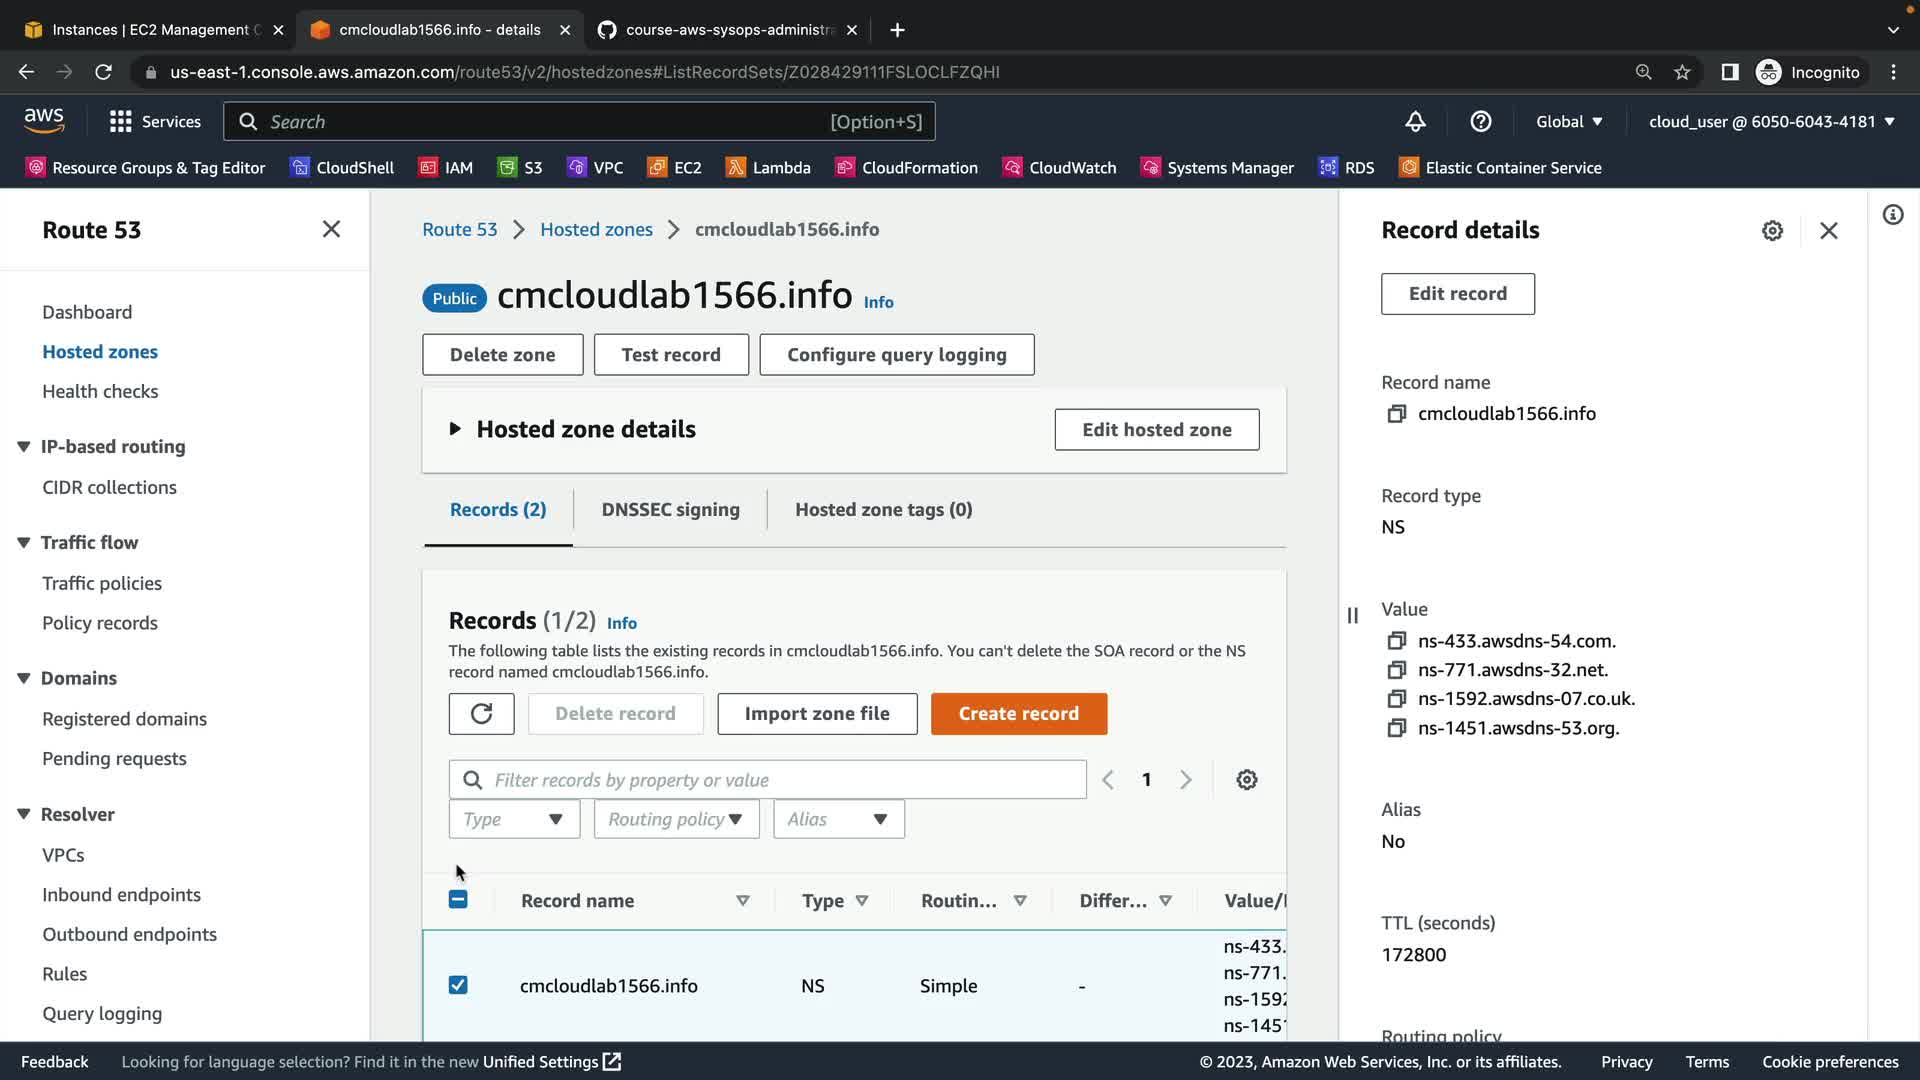 Instances | EC2 Management C
cmcloudlab1566.info - details
course-aws-sysops-administra
us-east-1.console.aws.amazon.com/route53/v2/hostedzones#ListRecordSets/Z028429111FSLOCLFZQHI
Incognito
aws
Services
Search
[Option+S]
Global
cloud_user @ 6050-6043-4181
Resource Groups & Tag Editor
CloudShell
IAM
S3
VPC
EC2
Lambda
CloudFormation
CloudWatch
Systems Manager
RDS
Elastic Container Service
Route 53
Dashboard
Hosted zones
Health checks
IP-based routing
CIDR collections
Traffic flow
Traffic policies
Policy records
Domains
Registered domains
Pending requests
Resolver
VPCs
Inbound endpoints
Outbound endpoints
Rules
Query logging
Route 53
Hosted zones
cmcloudlab1566.info
Public
cmcloudlab1566.info Info
Delete zone
Test record
Configure query logging
Hosted zone details
Edit hosted zone
Records (2)
DNSSEC signing
Hosted zone tags (0)
Records (1/2) Info
The following table lists the existing records in cmcloudlab1566.info. You can't delete the SOA record or the NS
record named cmcloudlab1566.info.
Delete record
Import zone file
Create record
Filter records by property or value
1
Type
Routing policy
Alias
Record name
Type
Routin...
Differ...
Value/
cmcloudlab1566.info
NS
Simple
-
ns-433.
ns-771.
ns-1592
ns-1451
Record details
Edit record
Record name
cmcloudlab1566.info
Record type
NS
Value
ns-433.awsdns-54.com.
ns-771.awsdns-32.net.
ns-1592.awsdns-07.co.uk.
ns-1451.awsdns-53.org.
Alias
No
TTL (seconds)
172800
Routing policy
Feedback
Looking for language selection? Find it in the new Unified Settings
© 2023, Amazon Web Services, Inc. or its affiliates.
Privacy
Terms
Cookie preferences